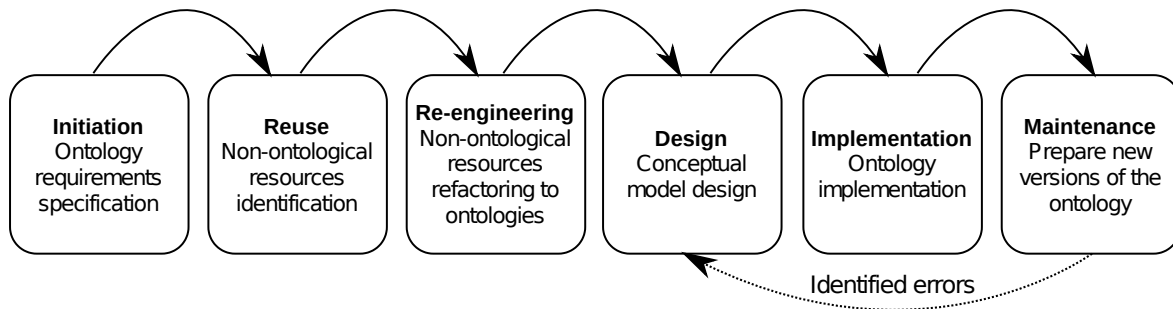 Initiation
Ontology
requirements
specification
Reuse
Non-ontological
resources
identification
Re-engineering
Non-ontological
resources
refactoring to
ontologies
Design
Conceptual
model design
Implementation
Ontology
implementation
Maintenance
Prepare new
versions of the
ontology
Identified errors